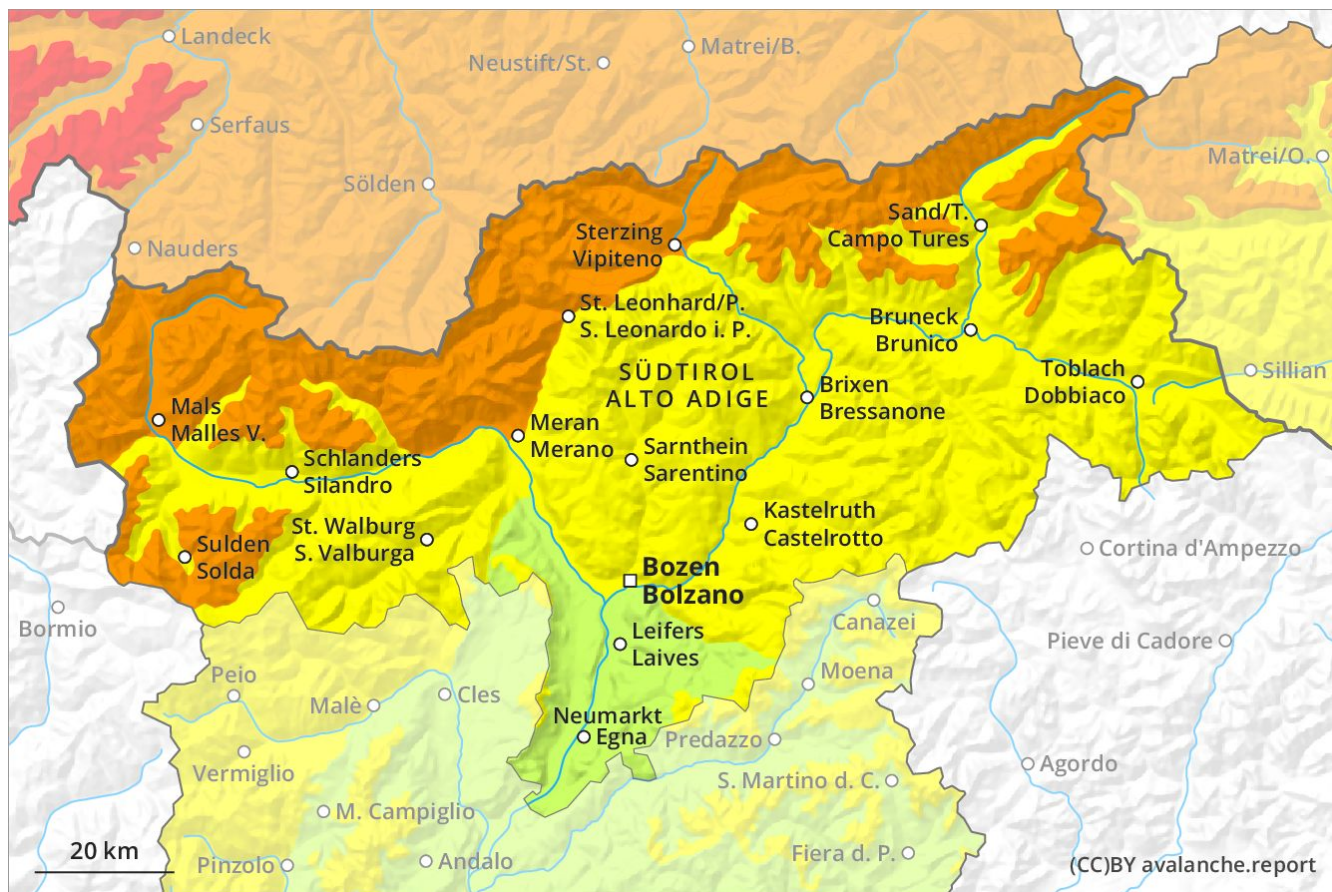 Landeck
Matrei/B.
Neustift/St.
Serfaus
Matrei/O.
Sölden
Nauders
Sand/T.
Campo Tures
Sterzing
Vipiteno
St. Leonhard/P.
S. Leonardo i. P.
Bruneck
Brunico
SÜDTIROL
ALTO ADIGE
Toblach
Dobbiaco
Sillian
Brixen
Bressanone
Mals
Malles V.
Meran
Merano
Sarnthein
Sarentino
Schlanders
Silandro
Kastelruth
Castelrotto
St. Walburg
S. Valburga
Sulden
Solda
Cortina d'Ampezzo
Bozen
Bolzano
Bormio
Canazei
Leifers
Laives
Pieve di Cadore
Peio
Moena
Malè
Cles
Neumarkt
Egna
Predazzo
Vermiglio
Agordo
S. Martino d. C.
M. Campiglio
20 km
Pinzolo
Andalo
Fiera d. P.
(CC)BY avalanche.report